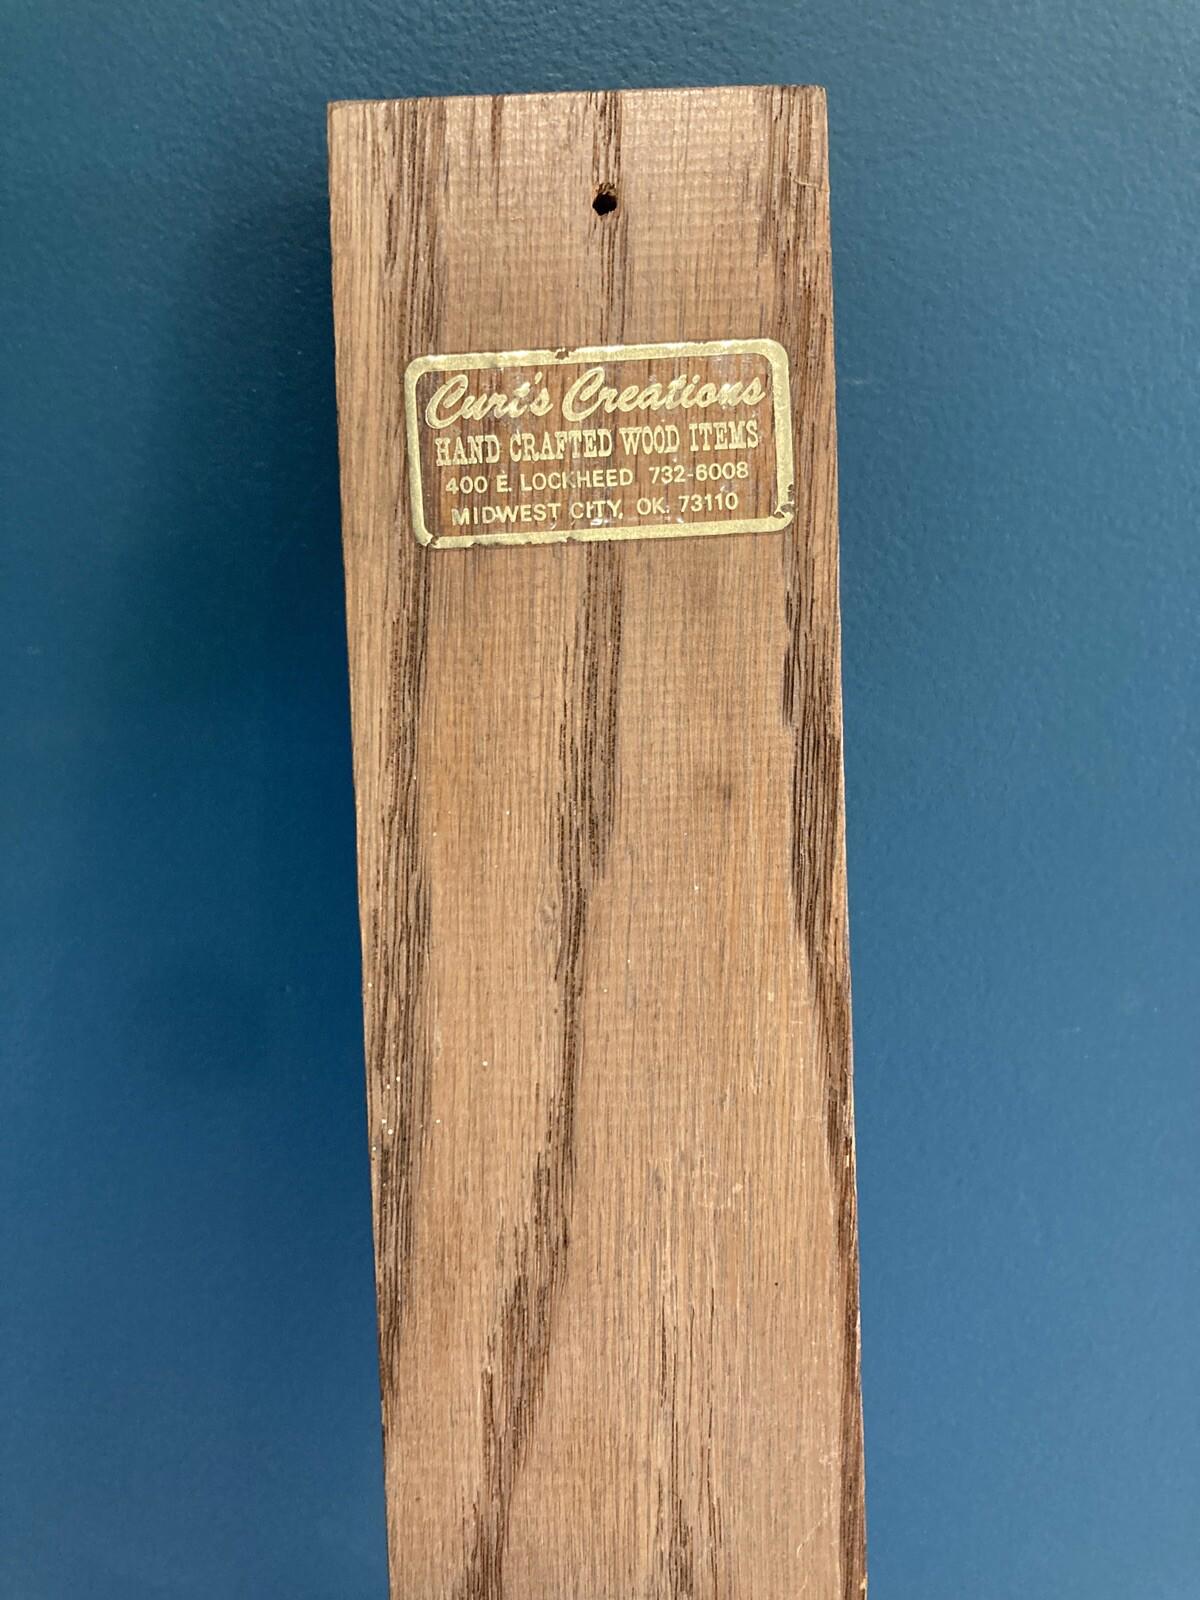 Curt's Creations
HAND CRAFTED WOOD ITEMS
400 E. LOCKHEED 732-6008
MIDWEST CITY, OK. 73110